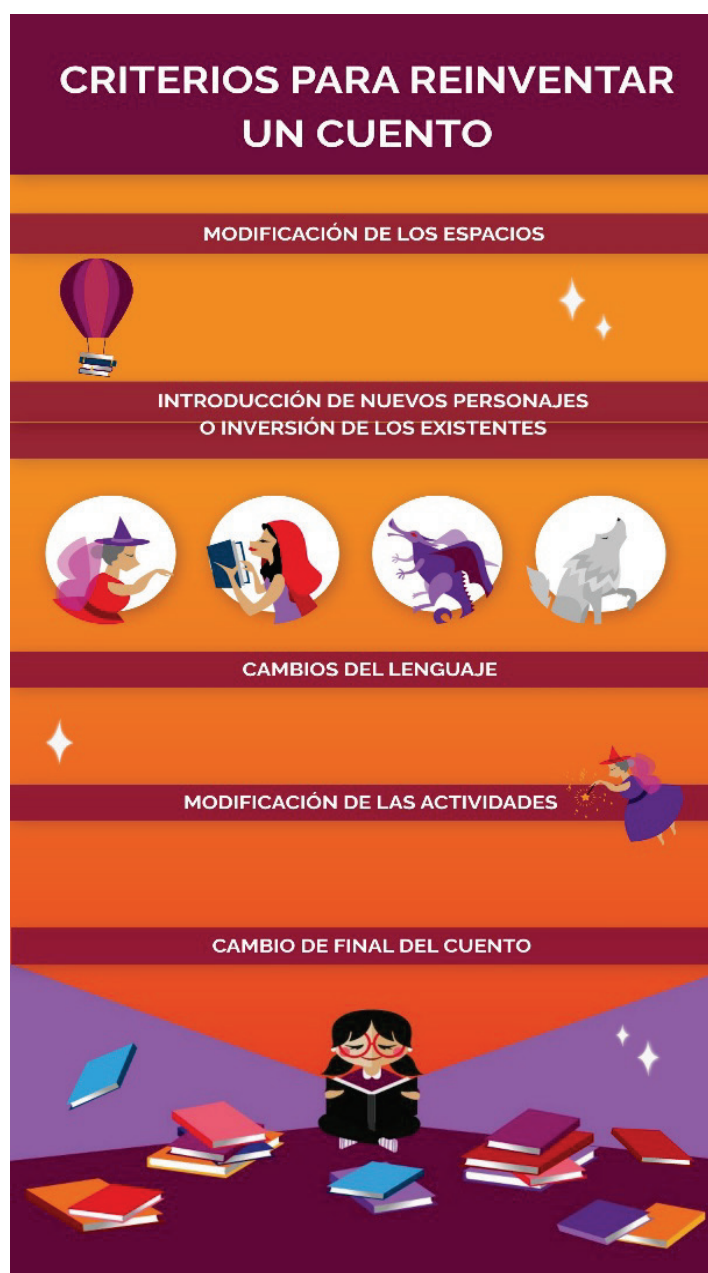 CRITERIOS PARA REINVENTAR
UN CUENTO
MODIFICACIÓN DE LOS ESPACIOS
INTRODUCCIÓN DE NUEVOS PERSONAJES
O INVERSIÓN DE LOS EXISTENTES
CAMBIOS DEL LENGUAJE
MODIFICACIÓN DE LAS ACTIVIDADES
CAMBIO DE FINAL DEL CUENTO